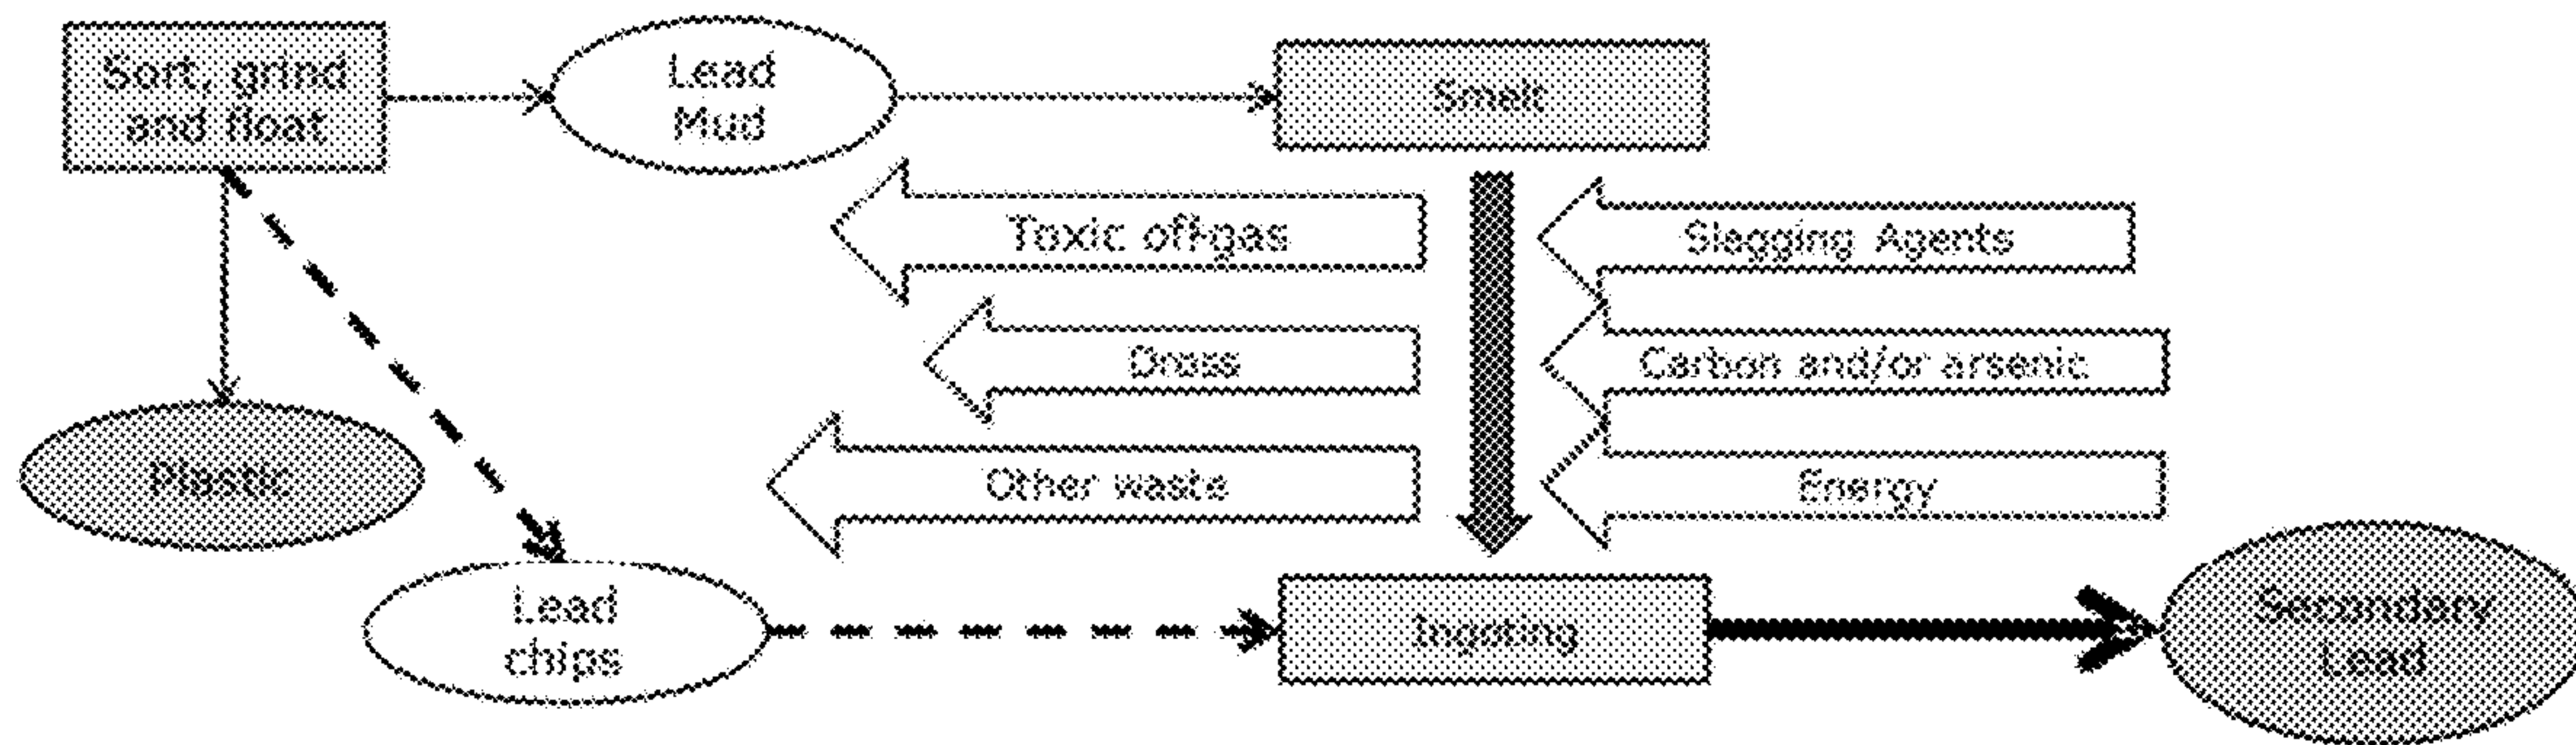 Sort, grind
and float
Lead
Mud
Smelt
Toxic off-gas
Slagging Agents
Dross
Carbon and/or arsenic
Plastic
Other waste
Energy
Lead
chips
Ingoting
Secondary
Lead